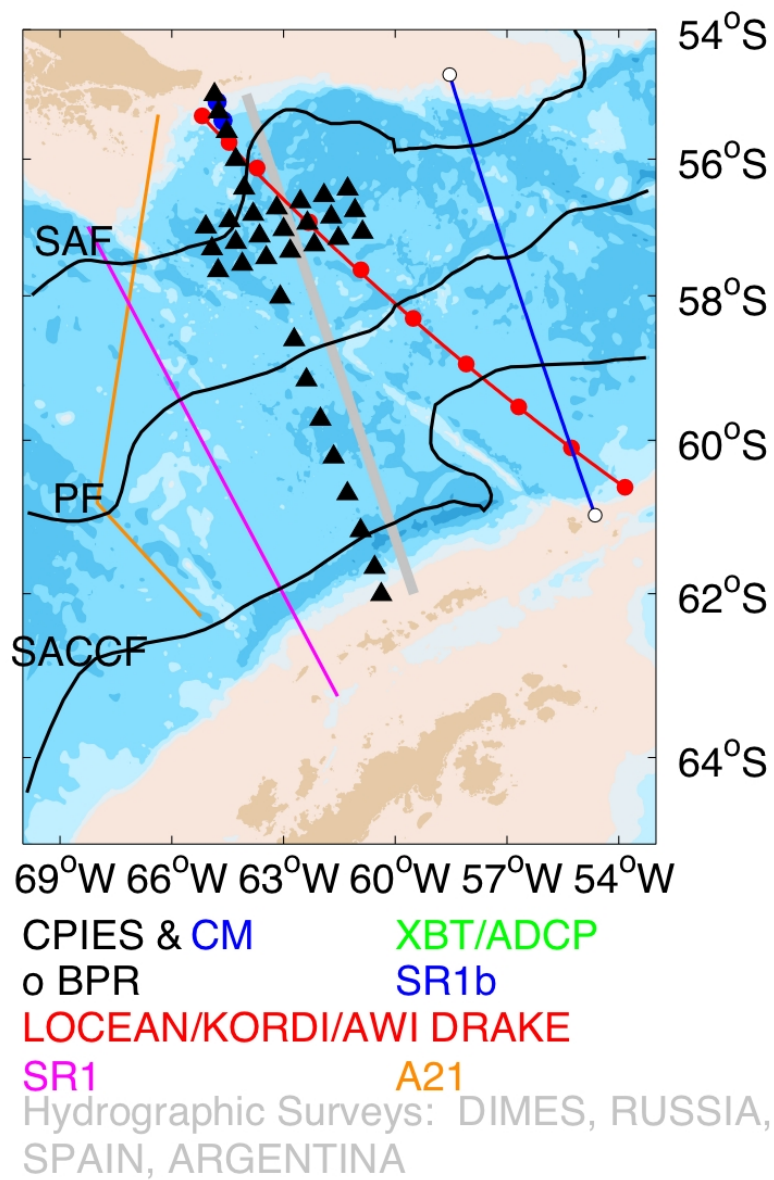 54°S
56°S
SAF
58°S
60°S
PF
62°S
SACCF
64°S
69°W 66°W 63°W 60°W 57°W 54°W
CPIES & CM XBT/ADCP
o BPR SR1b
LOCEAN/KORDI/AWI DRAKE
SR1 A21
Hydrographic Surveys: DIMES, RUSSIA,
SPAIN, ARGENTINA